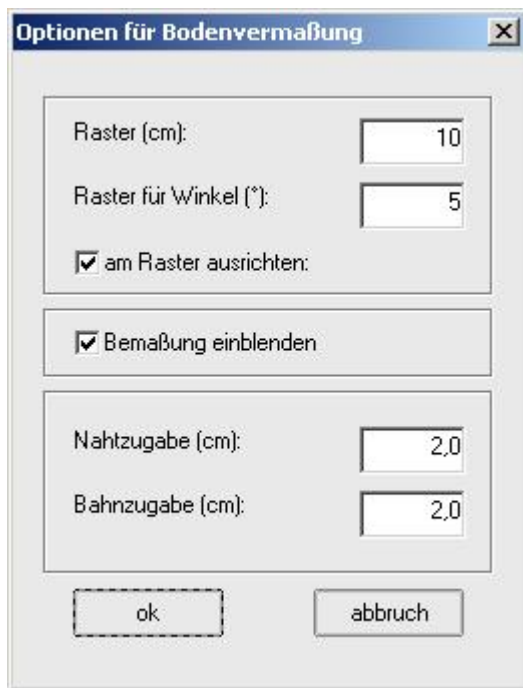 Optionen für Bodenvermaßung
Raster (cm): 10
Raster für Winkel (°): 5
am Raster ausrichten:
Bemaßung einblenden
Nahtzugabe (cm): 2,0
Bahnzugabe (cm): 2,0
ok abbruch